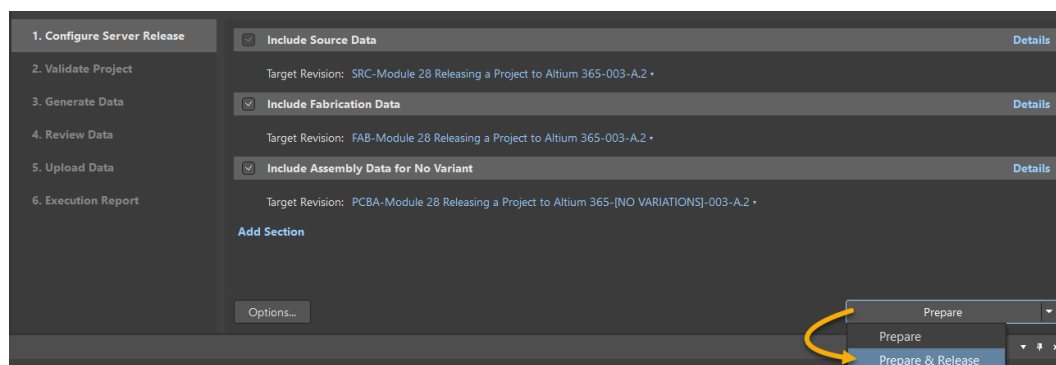 1. Configure Server Release
2. Validate Project
3. Generate Data
4. Review Data
5. Upload Data
6. Execution Report
Include Source Data Details
Target Revision: SRC-Module 28 Releasing a Project to Altium 365-003-A.2
Include Fabrication Data Details
Target Revision: FAB-Module 28 Releasing a Project to Altium 365-003-A.2
Include Assembly Data for No Variant Details
Target Revision: PCBA-Module 28 Releasing a Project to Altium 365-[NO VARIATIONS]-003-A.2
Add Section
Options... Prepare
Prepare
Prepare & Release